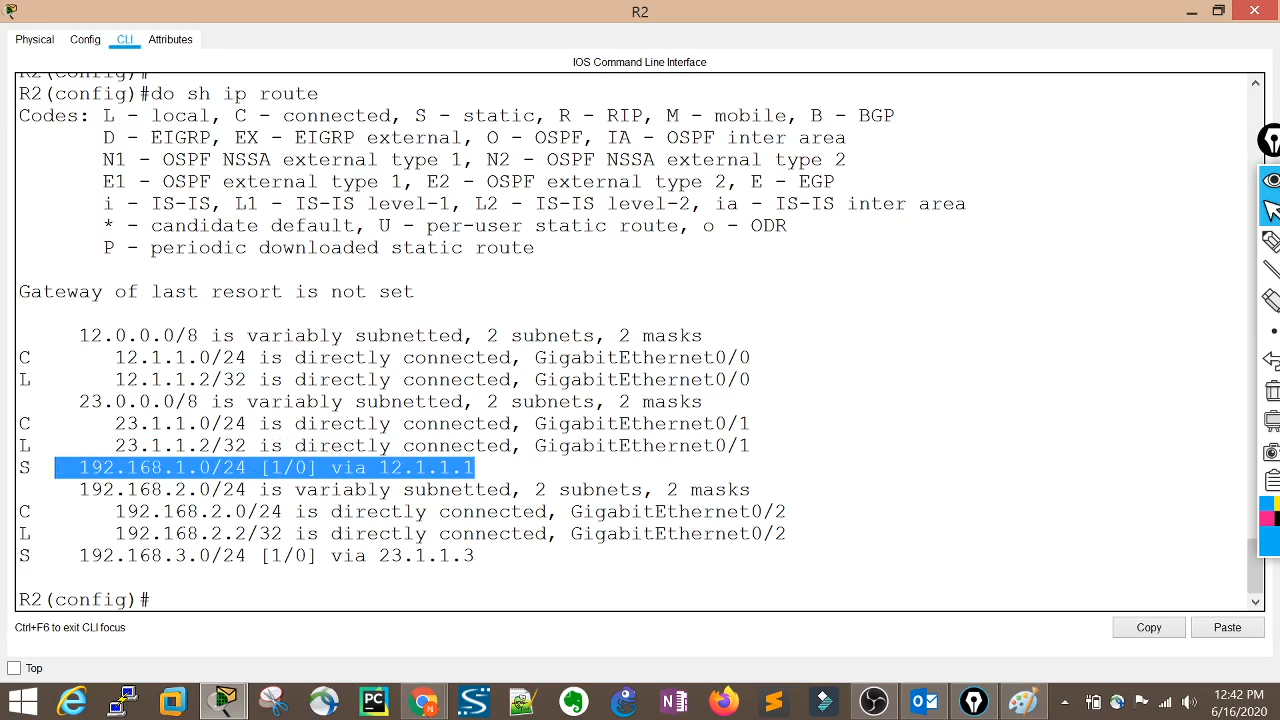 R2
Physical Config CLI Attributes
IOS Command Line Interface
R2(config)#
R2(config)#do sh ip route
Codes: L - local, C - connected, S - static, R - RIP, M - mobile, B - BGP
D - EIGRP, EX - EIGRP external, O - OSPF, IA - OSPF inter area
N1 - OSPF NSSA external type 1, N2 - OSPF NSSA external type 2
E1 - OSPF external type 1, E2 - OSPF external type 2, E - EGP
i - IS-IS, L1 - IS-IS level-1, L2 - IS-IS level-2, ia - IS-IS inter area
* - candidate default, U - per-user static route, o - ODR
P - periodic downloaded static route
Gateway of last resort is not set
12.0.0.0/8 is variably subnetted, 2 subnets, 2 masks
C 12.1.1.0/24 is directly connected, GigabitEthernet0/0
L 12.1.1.2/32 is directly connected, GigabitEthernet0/0
23.0.0.0/8 is variably subnetted, 2 subnets, 2 masks
C 23.1.1.0/24 is directly connected, GigabitEthernet0/1
L 23.1.1.2/32 is directly connected, GigabitEthernet0/1
S 192.168.1.0/24 [1/0] via 12.1.1.1
192.168.2.0/24 is variably subnetted, 2 subnets, 2 masks
C 192.168.2.0/24 is directly connected, GigabitEthernet0/2
L 192.168.2.2/32 is directly connected, GigabitEthernet0/2
S 192.168.3.0/24 [1/0] via 23.1.1.3
R2(config)#
Ctrl+F6 to exit CLI focus
Copy Paste
Top
PC
N
12:42 PM
6/16/2020